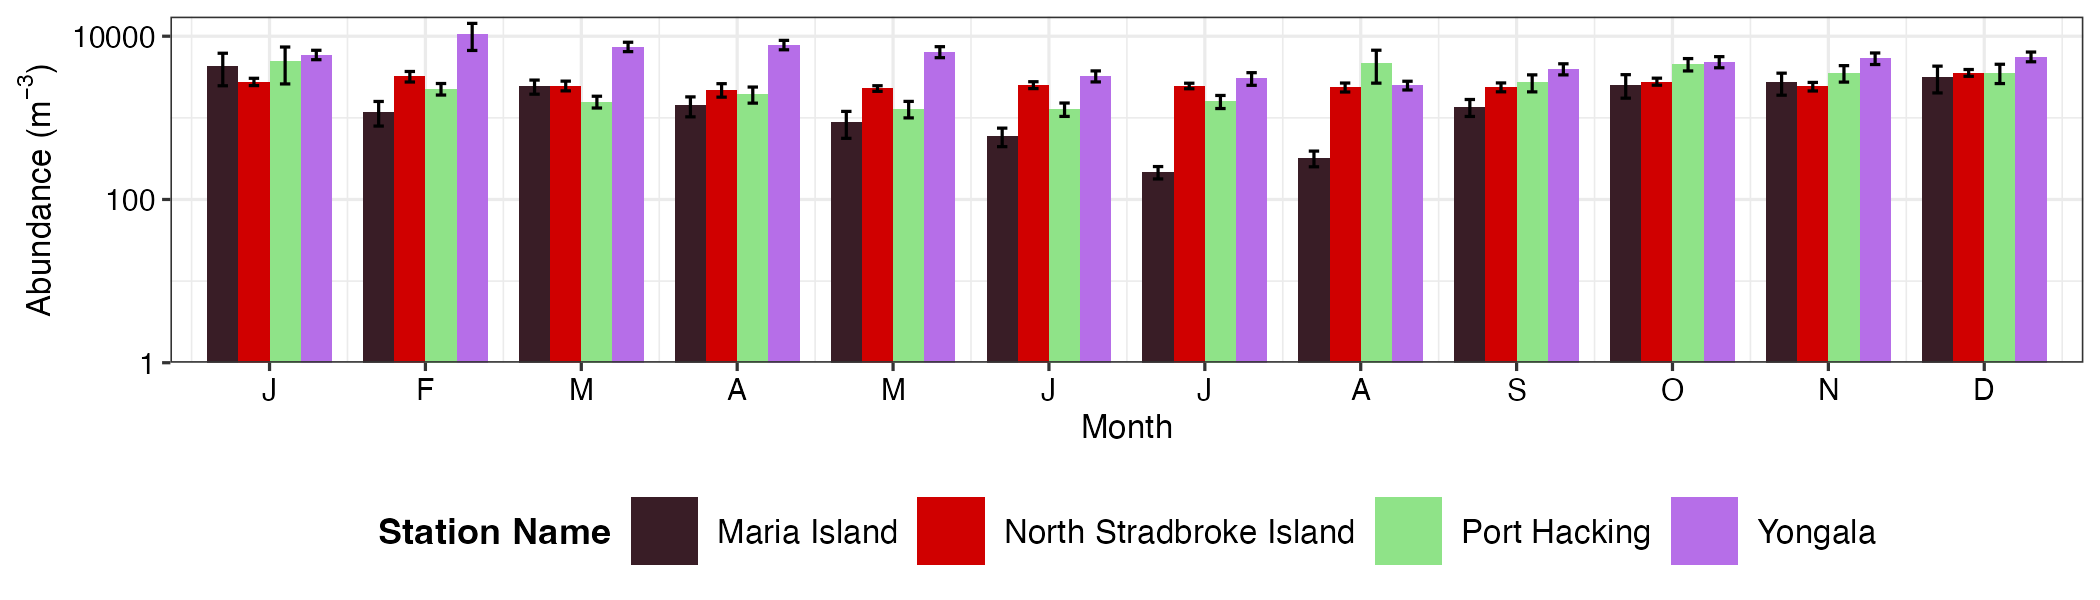 Abundance (m⁻³)
10000
100
1
J F M A M J J A S O N D
Month
Station Name Maria Island North Stradbroke Island Port Hacking Yongala